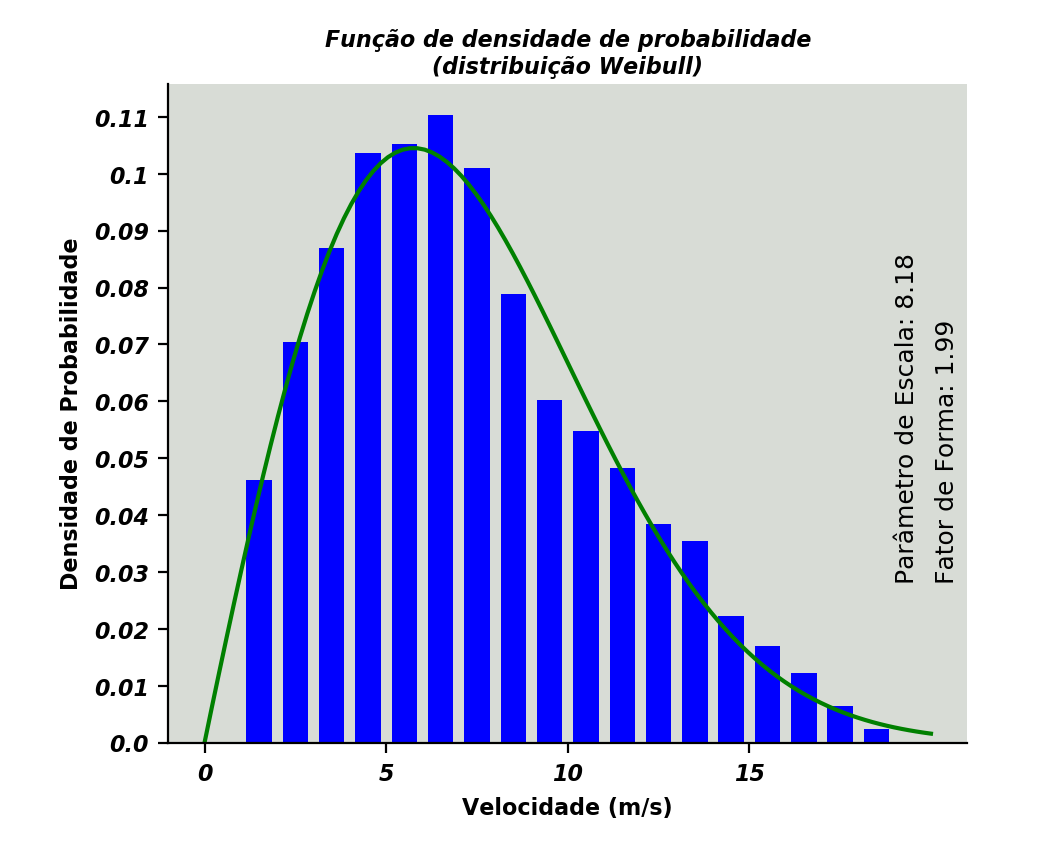 Função de densidade de probabilidade
(distribuição Weibull)
Densidade de Probabilidade
0.11
0.1
0.09
0.08
0.07
0.06
0.05
0.04
0.03
0.02
0.01
0.0
0
5
10
15
Velocidade (m/s)
Parâmetro de Escala: 8.18
Fator de Forma: 1.99